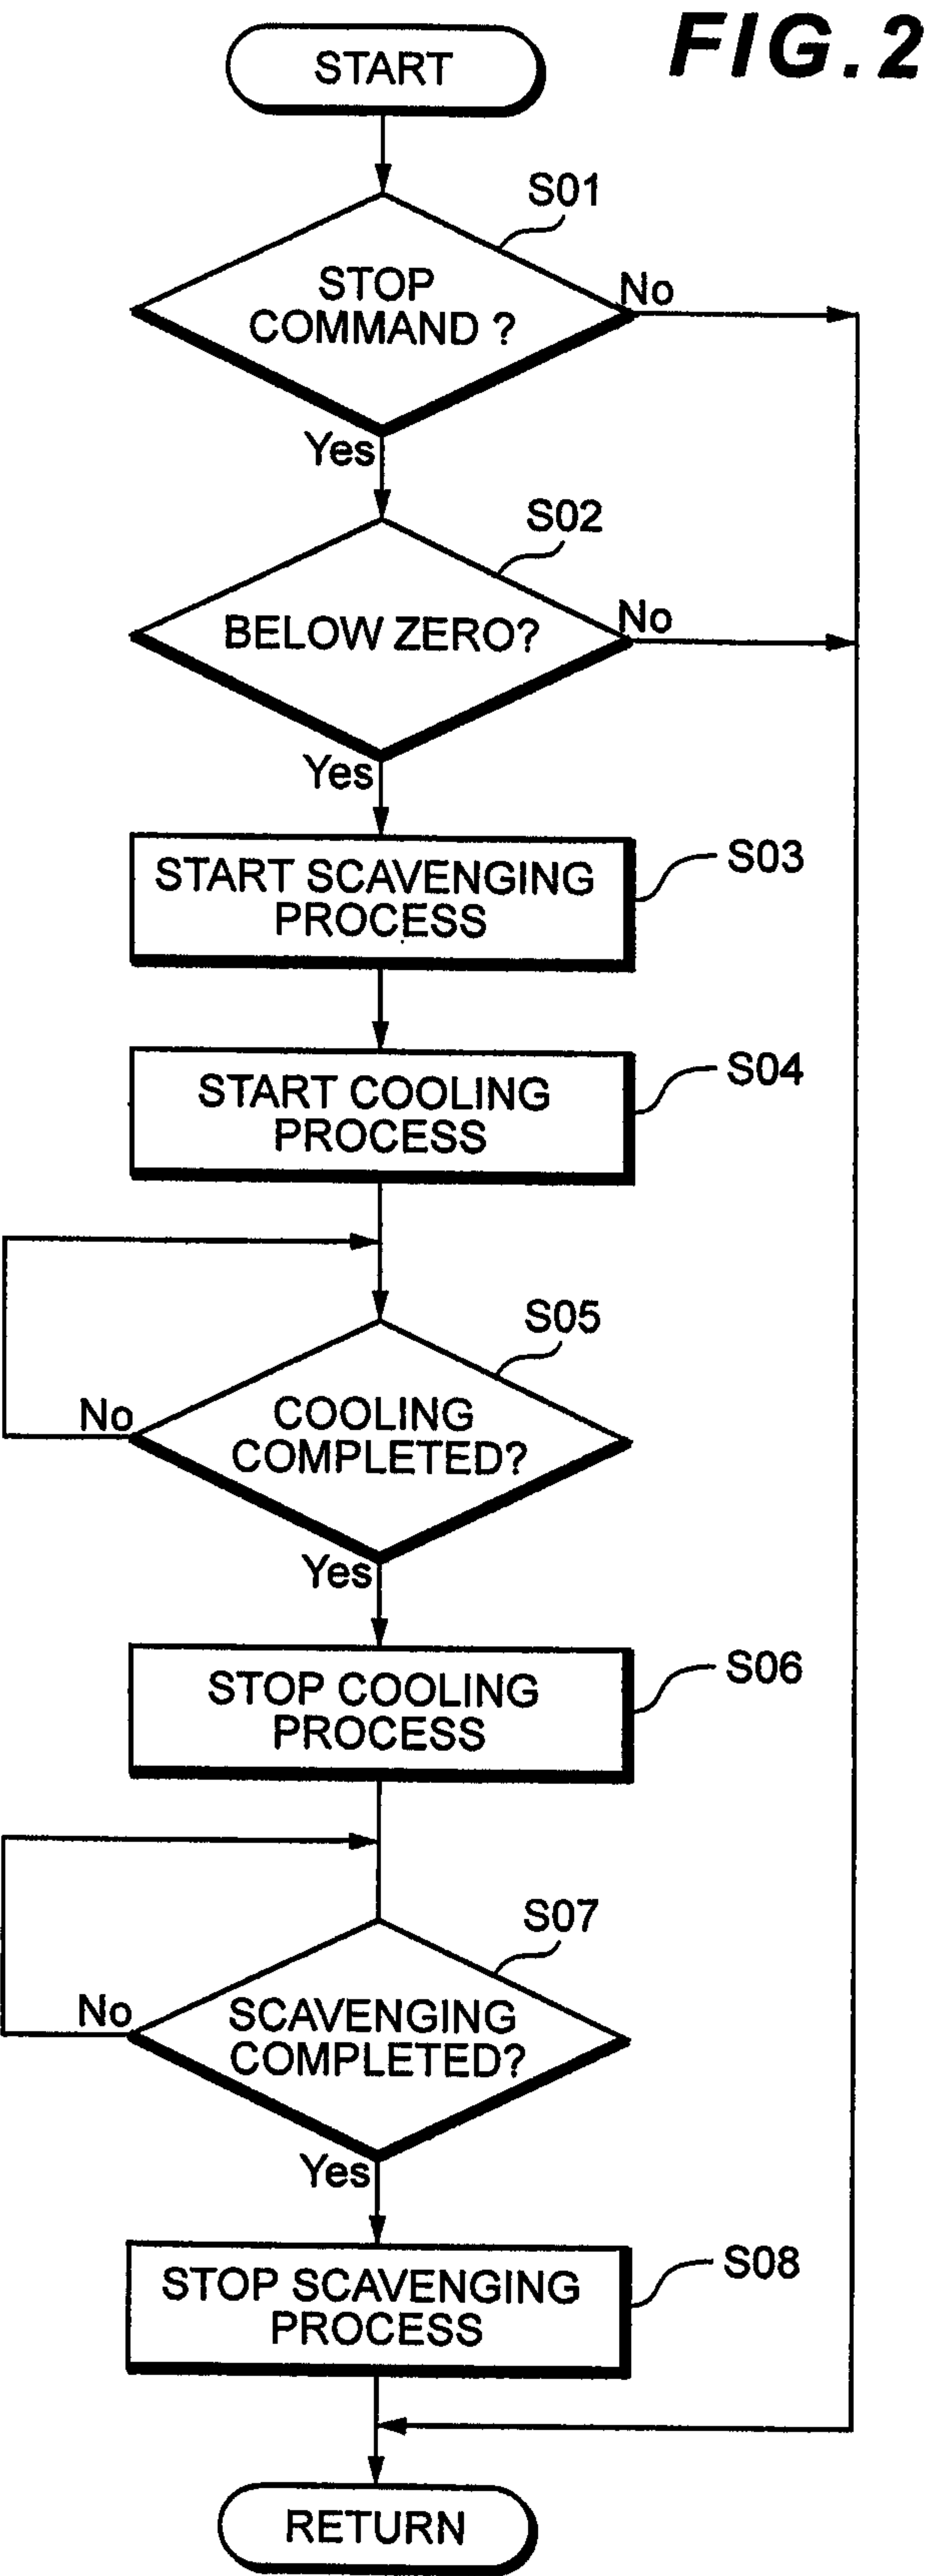 FIG. 2
START
S01
STOP
COMMAND ?
No
Yes
S02
BELOW ZERO?
No
Yes
START SCAVENGING
PROCESS
S03
START COOLING
PROCESS
S04
S05
COOLING
COMPLETED?
No
Yes
STOP COOLING
PROCESS
S06
S07
SCAVENGING
COMPLETED?
No
Yes
STOP SCAVENGING
PROCESS
S08
RETURN